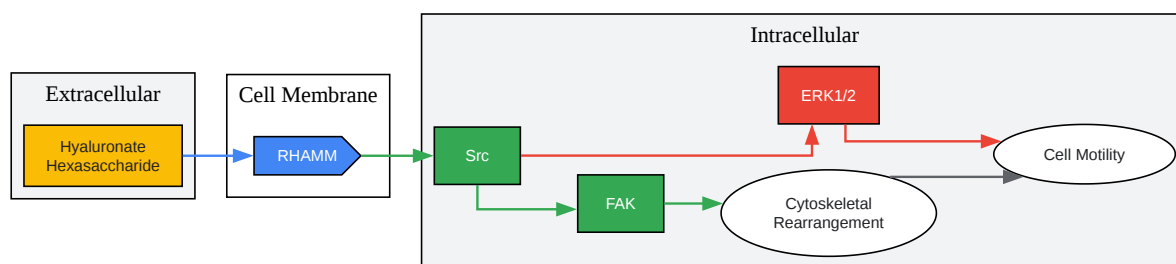 Extracellular
Hyaluronate
Hexasaccharide
Cell Membrane
RHAMM
Intracellular
Src
ERK1/2
FAK
Cytoskeletal
Rearrangement
Cell Motility